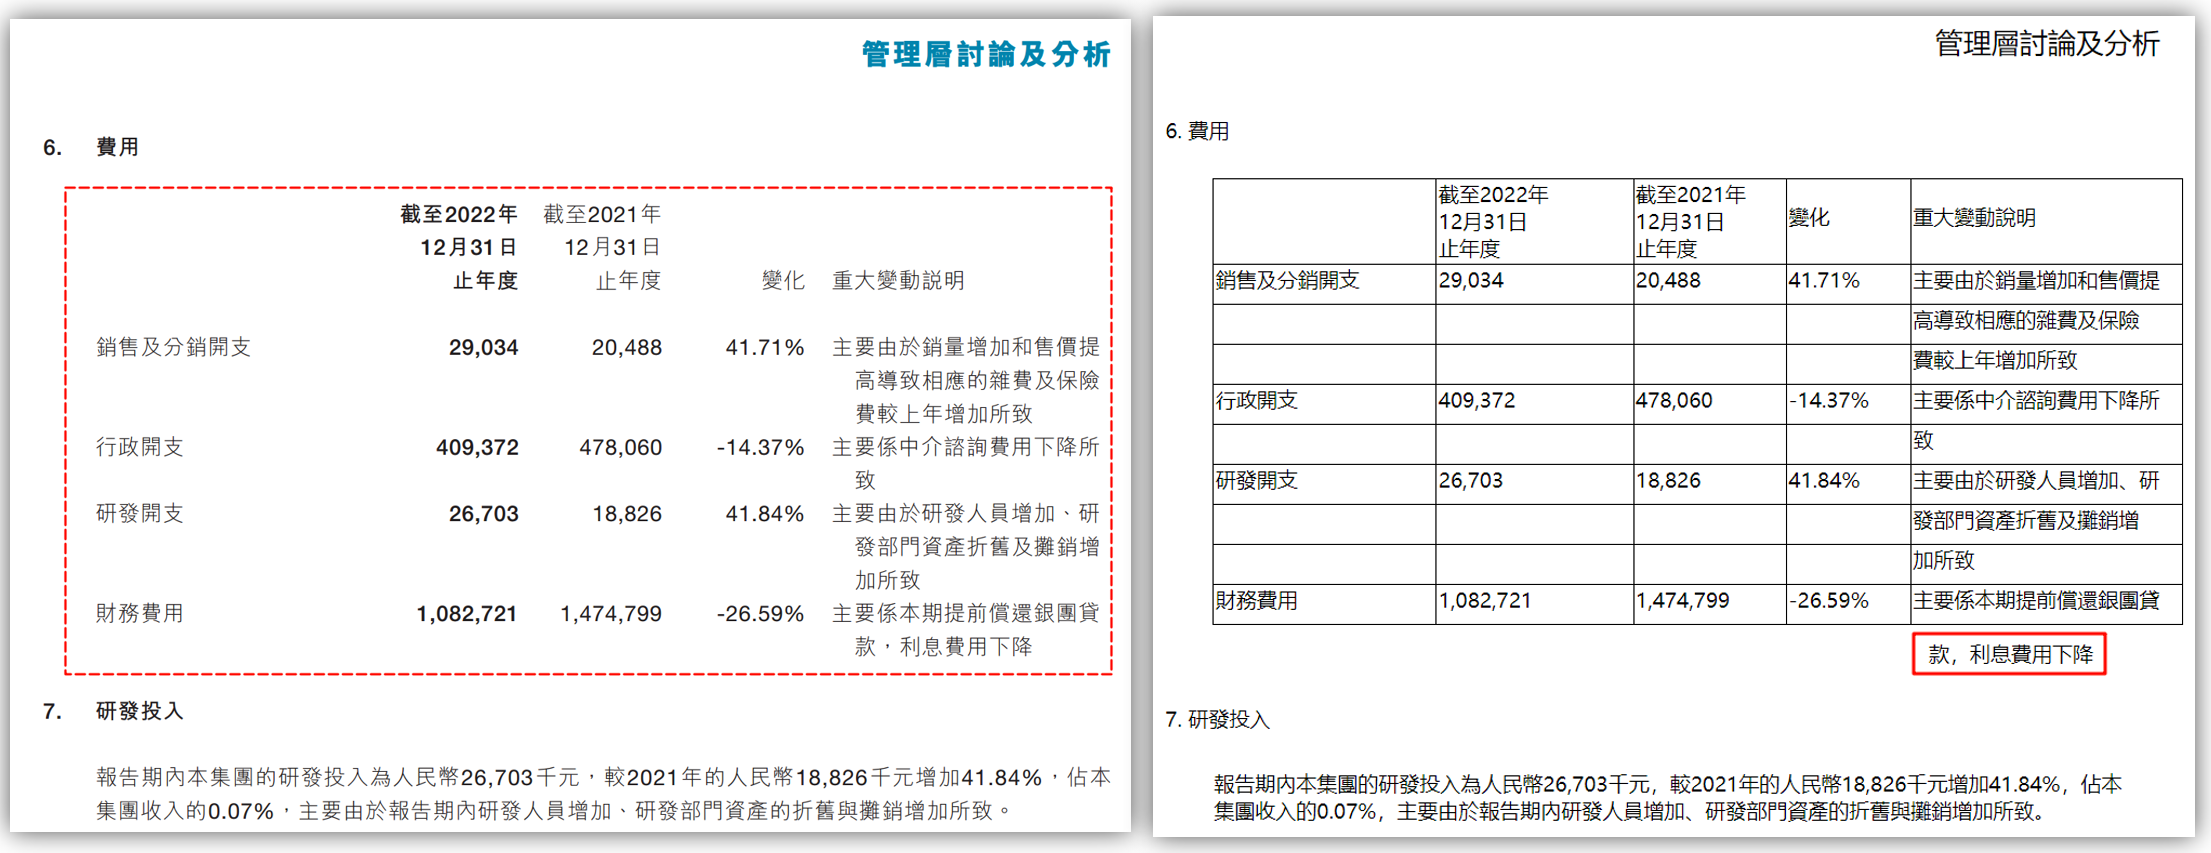 管理層討論及分析
6. 費用
截至2022年 截至2021年
12月31日 12月31日
止年度 止年度 變化 重大變動説明
銷售及分銷開支 29,034 20,488 41.71% 主要由於銷量增加和售價提
高導致相應的雜費及保險
費較上年增加所致
行政開支 409,372 478,060 -14.37% 主要係中介諮詢費用下降所
致
研發開支 26,703 18,826 41.84% 主要由於研發人員增加、研
發部門資產折舊及攤銷增
加所致
財務費用 1,082,721 1,474,799 -26.59% 主要係本期提前償還銀團貸
款，利息費用下降
7. 研發投入
報告期內本集團的研發投入為人民幣26,703千元，較2021年的人民幣18,826千元增加41.84%，佔本
集團收入的0.07%，主要由於報告期內研發人員增加、研發部門資產的折舊與攤銷增加所致。
管理層討論及分析
6. 費用
截至2022年 截至2021年
12月31日 12月31日 變化 重大變動說明
止年度 止年度
銷售及分銷開支 29,034 20,488 41.71% 主要由於銷量增加和售價提
高導致相應的雜費及保險
費較上年增加所致
行政開支 409,372 478,060 -14.37% 主要係中介諮詢費用下降所
致
研發開支 26,703 18,826 41.84% 主要由於研發人員增加、研
發部門資產折舊及攤銷增
加所致
財務費用 1,082,721 1,474,799 -26.59% 主要係本期提前償還銀團貸
款，利息費用下降
7. 研發投入
報告期内本集團的研發投入為人民幣26,703千元，較2021年的人民幣18,826千元增加41.84%，佔本
集團收入的0.07%，主要由於報告期内研發人員增加、研發部門資產的折舊與攤銷增加所致。